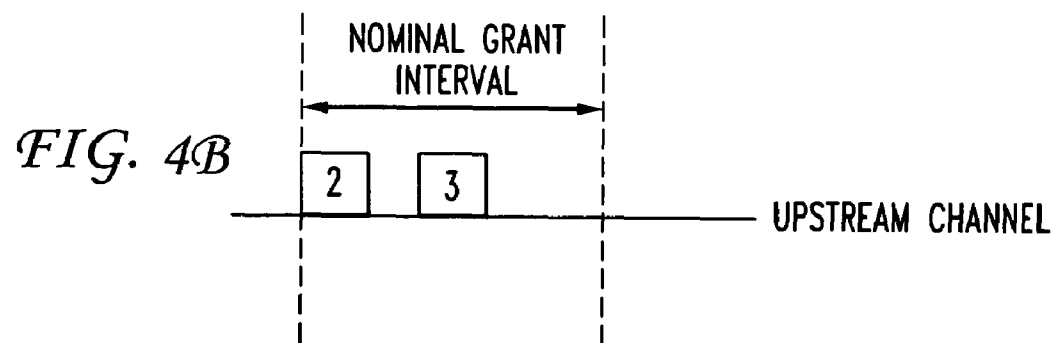 NOMINAL GRANT
INTERVAL
FIG. 4B
2 3
UPSTREAM CHANNEL